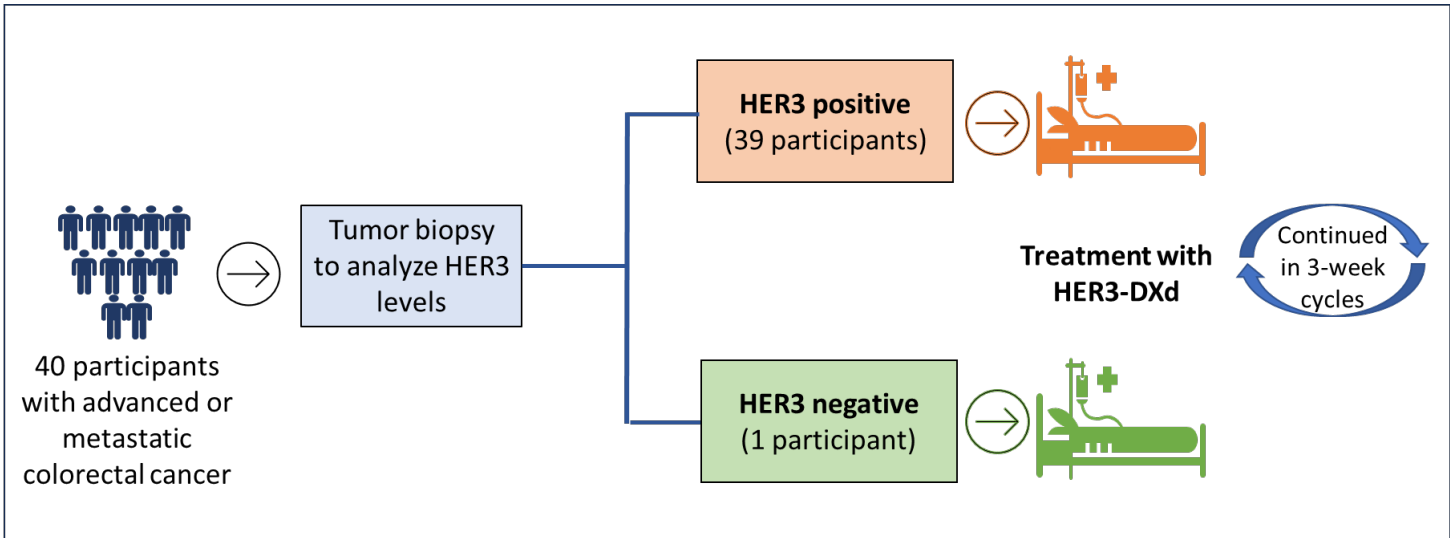 40 participants
with advanced or
metastatic
colorectal cancer
Tumor biopsy
to analyze HER3
levels
HER3 positive
(39 participants)
HER3 negative
(1 participant)
Treatment with
HER3-DXd
Continued
in 3-week
cycles